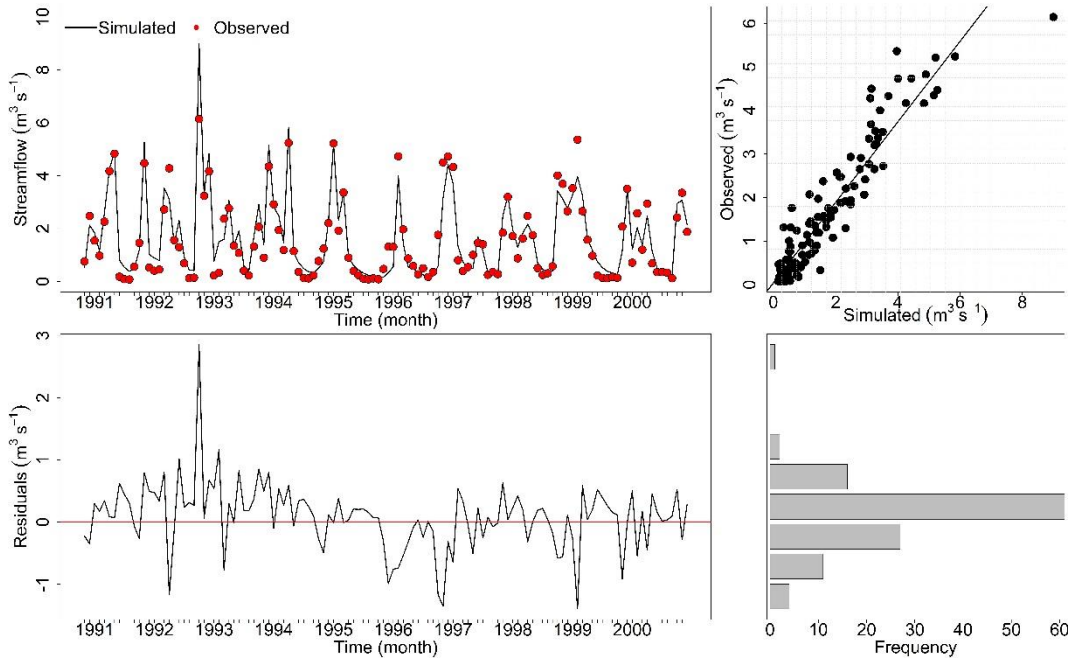 Simulated Observed
Streamflow (m³ s⁻¹)
10
8
6
4
2
0
1991 1992 1993 1994 1995 1996 1997 1998 1999 2000
Time (month)
Observed (m³ s⁻¹)
6
5
4
3
2
1
0
0 2 4 6 8
Simulated (m³ s⁻¹)
Residuals (m³ s⁻¹)
3
2
1
0
-1
1991 1992 1993 1994 1995 1996 1997 1998 1999 2000
Time (month)
0 10 20 30 40 50 60
Frequency